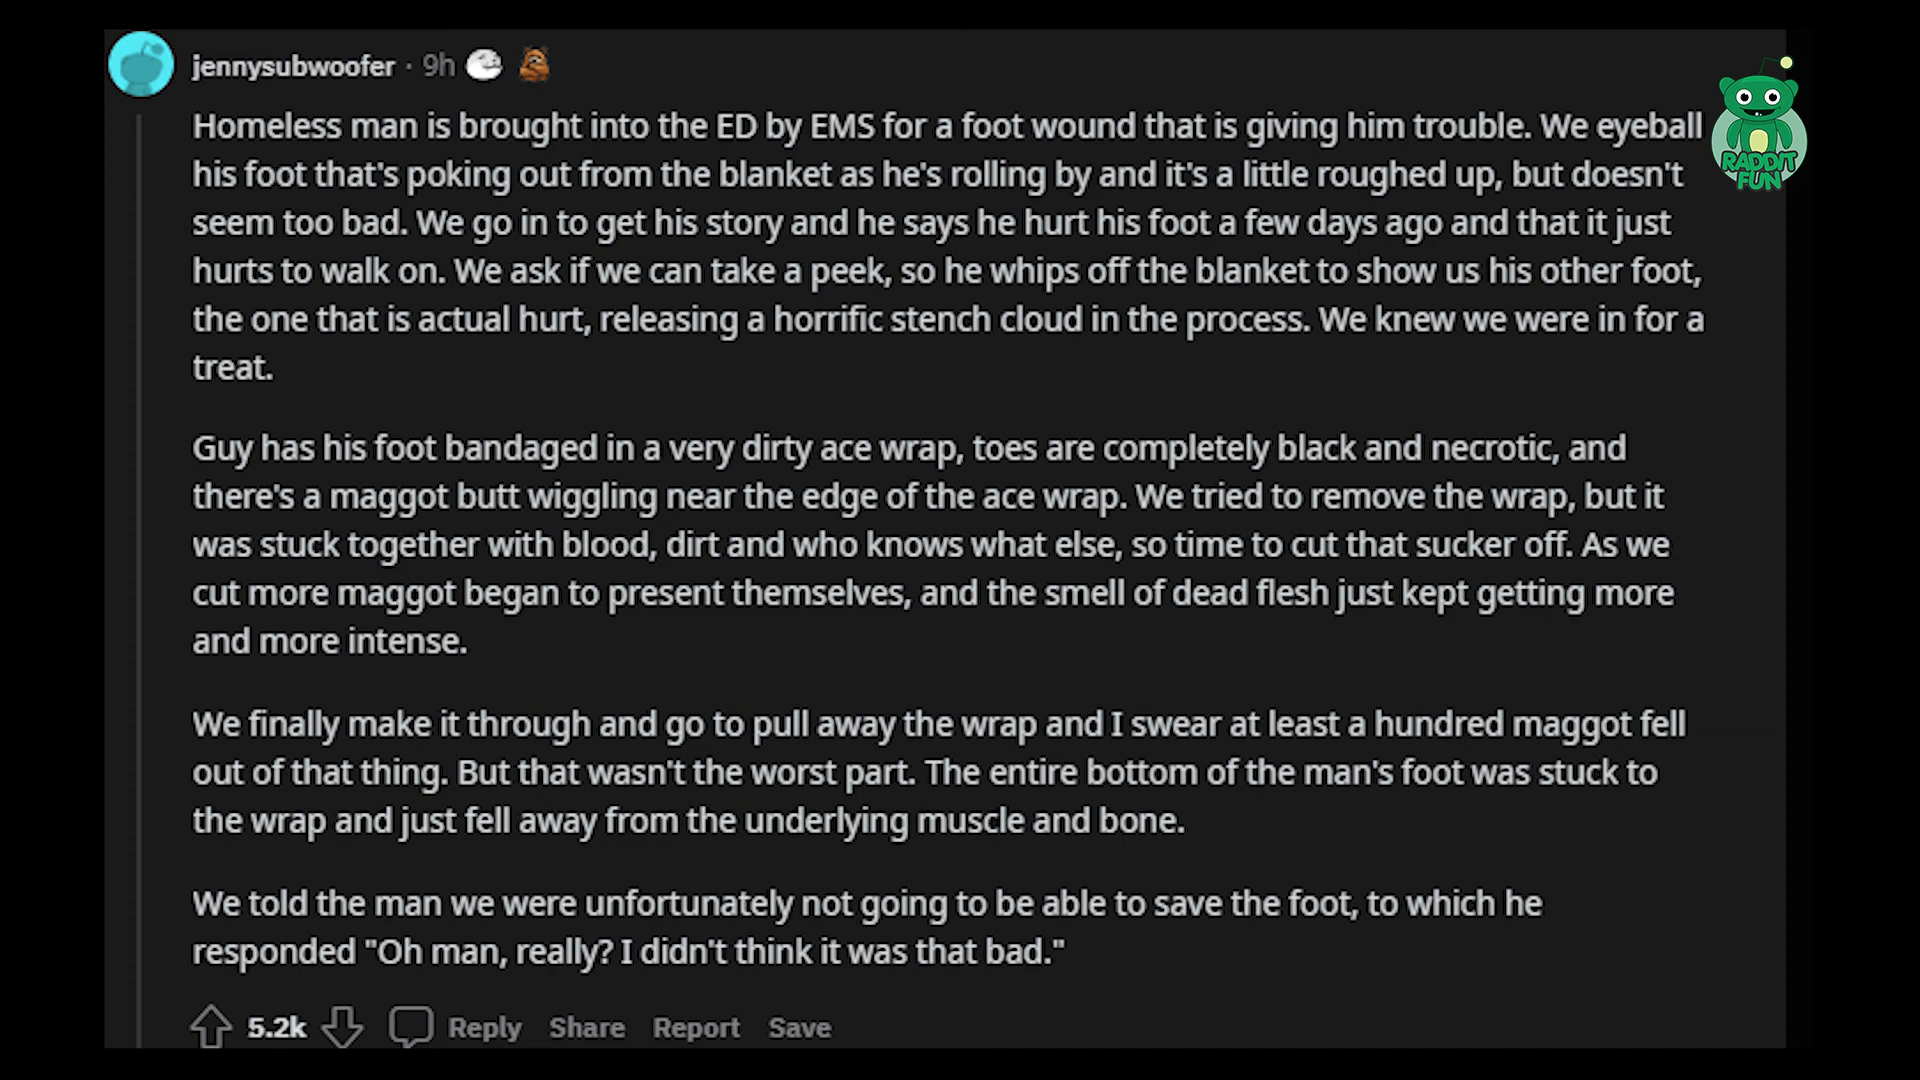 jennysubwoofer · 9h
RADDIT
FUN
Homeless man is brought into the ED by EMS for a foot wound that is giving him trouble. We eyeball
his foot that's poking out from the blanket as he's rolling by and it's a little roughed up, but doesn't
seem too bad. We go in to get his story and he says he hurt his foot a few days ago and that it just
hurts to walk on. We ask if we can take a peek, so he whips off the blanket to show us his other foot,
the one that is actual hurt, releasing a horrific stench cloud in the process. We knew we were in for a
treat.
Guy has his foot bandaged in a very dirty ace wrap, toes are completely black and necrotic, and
there's a maggot butt wiggling near the edge of the ace wrap. We tried to remove the wrap, but it
was stuck together with blood, dirt and who knows what else, so time to cut that sucker off. As we
cut more maggot began to present themselves, and the smell of dead flesh just kept getting more
and more intense.
We finally make it through and go to pull away the wrap and I swear at least a hundred maggot fell
out of that thing. But that wasn't the worst part. The entire bottom of the man's foot was stuck to
the wrap and just fell away from the underlying muscle and bone.
We told the man we were unfortunately not going to be able to save the foot, to which he
responded "Oh man, really? I didn't think it was that bad."
5.2k Reply Share Report Save